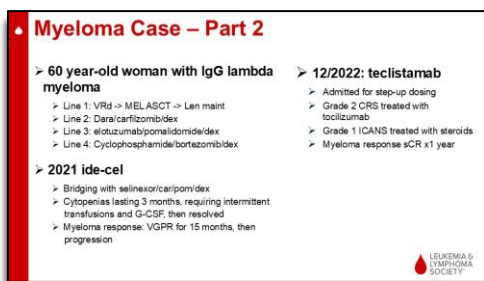 Myeloma Case – Part 2
60 year-old woman with IgG lambda
myeloma
Line 1: VRd -> MEL ASCT -> Len maint
Line 2: Dara/carfilzomib/dex
Line 3: elotuzumab/pomalidomide/dex
Line 4: Cyclophosphamide/bortezomib/dex
2021 ide-cel
Bridging with selinexor/car/pom/dex
Cytopenias lasting 3 months, requiring intermittent
transfusions and G-CSF, then resolved
Myeloma response: VGPR for 15 months, then
progression
12/2022: teclistamab
Admitted for step-up dosing
Grade 2 CRS treated with
tocilizumab
Grade 1 ICANS treated with steroids
Myeloma response sCR x1 year
LEUKEMIA &
LYMPHOMA
SOCIETY